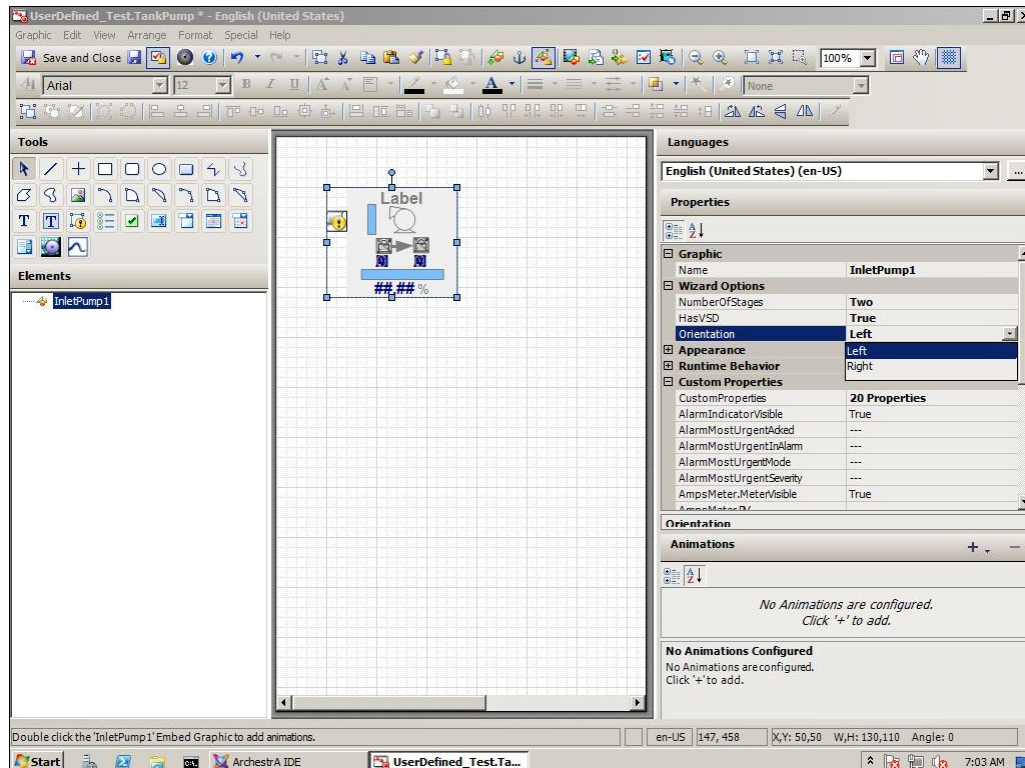 UserDefined_Test.TankPump * - English (United States)
Graphic Edit View Arrange Format Special Help
Save and Close 100%
Arial 12 B I U A A A None
Tools
T T
Elements
InletPump1
Label
##.## %
Languages
English (United States) (en-US) ...
Properties
Graphic
Name InletPump1
Wizard Options
NumberOfStages Two
HasVSD True
Orientation Left
Left
Right
Appearance
Runtime Behavior
Custom Properties
CustomProperties 20 Properties
AlarmIndicatorVisible True
AlarmMostUrgentAcked ---
AlarmMostUrgentInAlarm ---
AlarmMostUrgentMode ---
AlarmMostUrgentSeverity ---
AmpsMeter.MeterVisible True
AmpsMeter.PV
Orientation
Animations
No Animations are configured.
Click '+' to add.
No Animations Configured
No Animations are configured.
Click '+' to add.
Double click the 'InletPump1' Embed Graphic to add animations.
en-US 147, 458 X,Y: 50,50 W,H: 130,110 Angle: 0
Start ArchestrA IDE UserDefined_Test.Ta... 7:03 AM